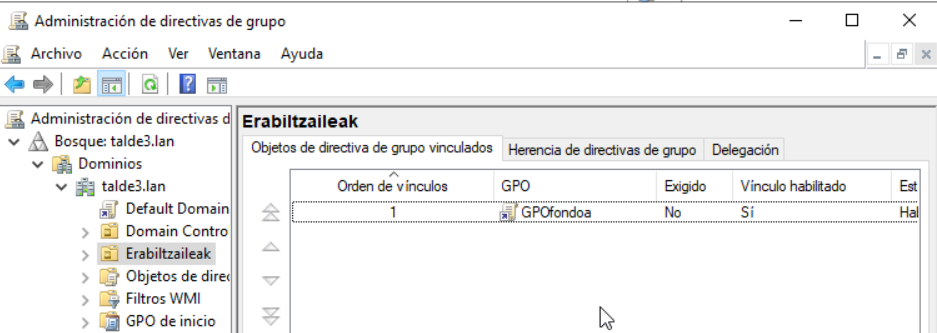 Administración de directivas de grupo
Archivo Acción Ver Ventana Ayuda
Administración de directivas d
Bosque: talde3.lan
Dominios
talde3.lan
Default Domain
Domain Contro
Erabiltzaileak
Objetos de direc
Filtros WMI
GPO de inicio
Erabiltzaileak
Objetos de directiva de grupo vinculados Herencia de directivas de grupo Delegación
Orden de vínculos GPO Exigido Vínculo habilitado Est
1 GPOfondoa No Sí Hal